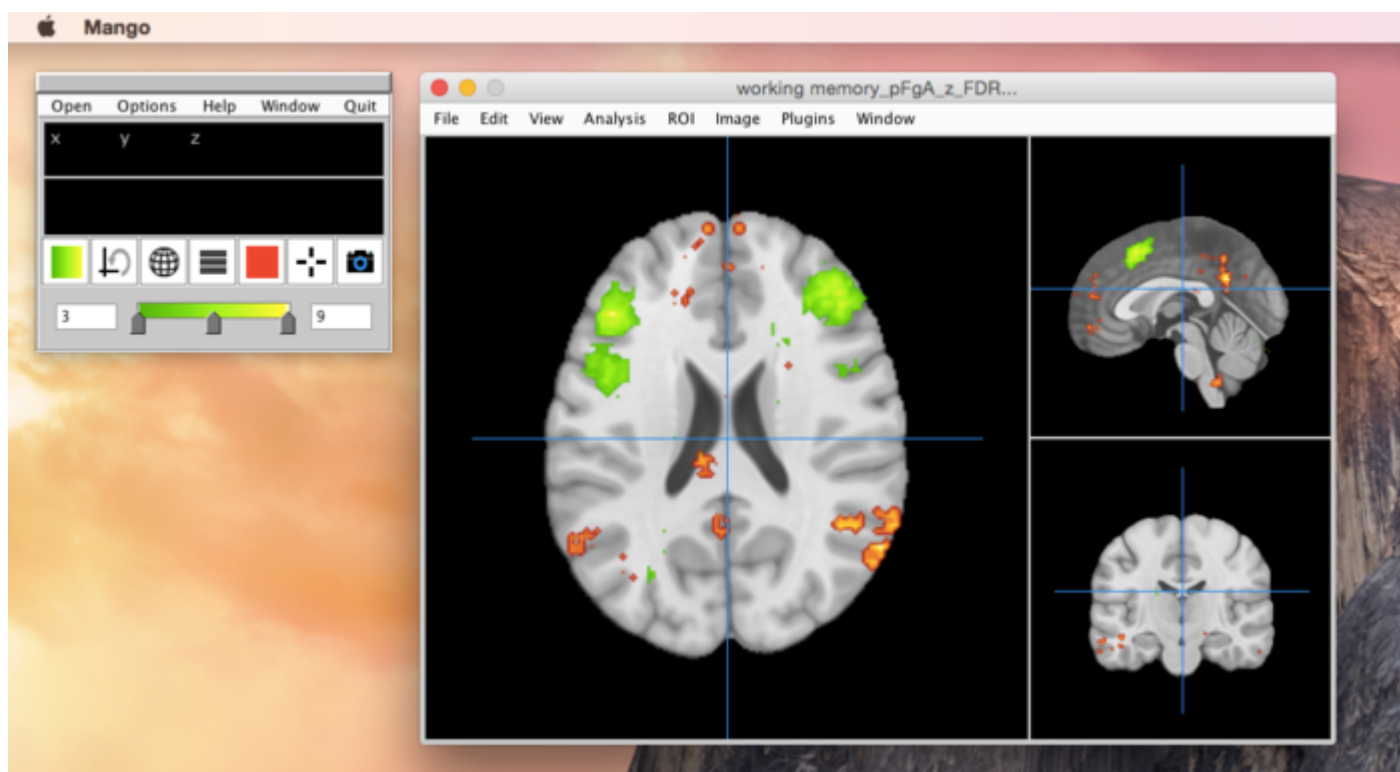 Mango
Open Options Help Window Quit
x y z
3 9
working memory_pFgA_z_FDR...
File Edit View Analysis ROI Image Plugins Window